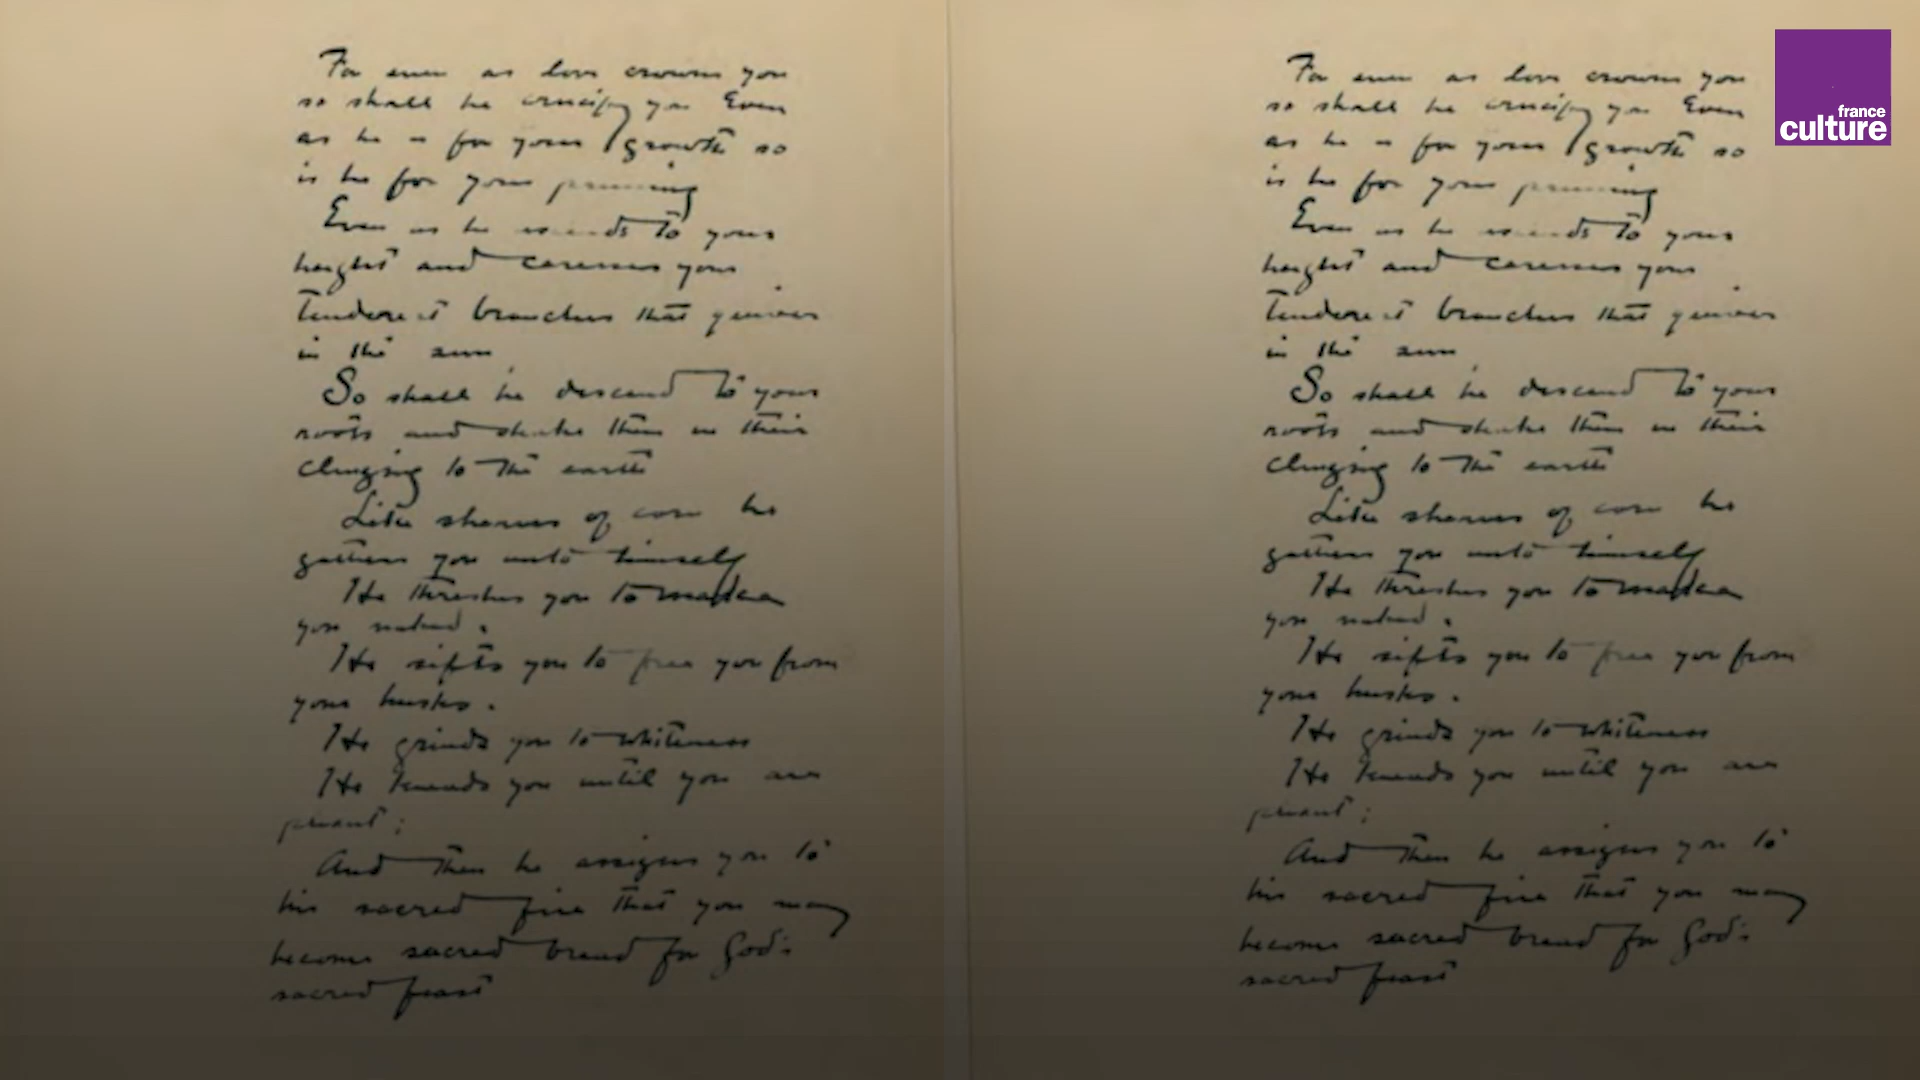 For even as love crowns you
so shall he crucify you Even
as he is for your growth so
is he for your pruning
Even as he ascends to your
height and caresses your
tenderest branches that quiver
in the sun
So shall he descend to your
roots and shake them in their
clinging to the earth
Like sheaves of corn he
gathers you unto himself
He threshes you to make
you naked.
He sifts you to free you from
your husks.
He grinds you to whiteness
He kneads you until you are
pliant;
And then he assigns you to
his sacred fire that you may
become sacred bread for God's
sacred feast
For even as love crowns you
so shall he crucify you Even
as he is for your growth so
is he for your pruning
Even as he ascends to your
height and caresses your
tenderest branches that quiver
in the sun
So shall he descend to your
roots and shake them in their
clinging to the earth
Like sheaves of corn he
gathers you unto himself
He threshes you to make
you naked.
He sifts you to free you from
your husks.
He grinds you to whiteness
He kneads you until you are
pliant;
And then he assigns you to
his sacred fire that you may
become sacred bread for God's
sacred feast
france
culture